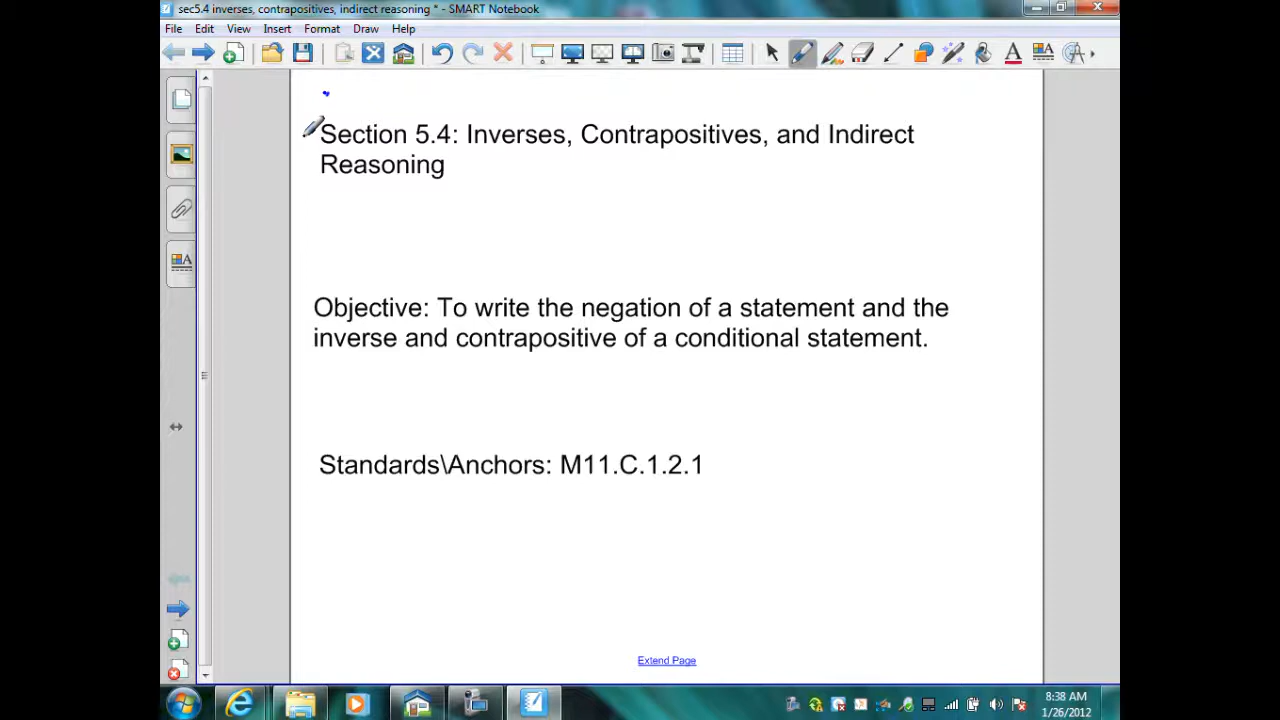 sec5.4 inverses, contrapositives, indirect reasoning * - SMART Notebook
File Edit View Insert Format Draw Help
Section 5.4: Inverses, Contrapositives, and Indirect
Reasoning
Objective: To write the negation of a statement and the
inverse and contrapositive of a conditional statement.
Standards\Anchors: M11.C.1.2.1
Extend Page
8:38 AM
1/26/2012